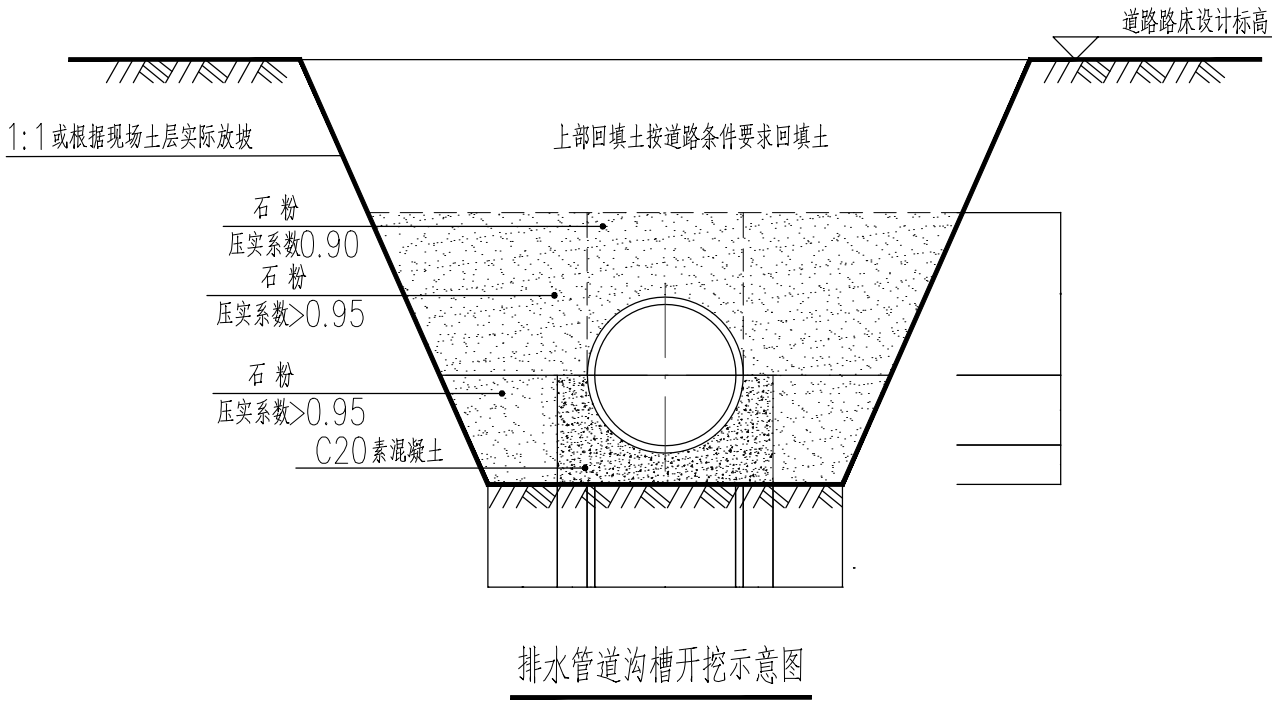 道路路床设计标高
1:1或根据现场土层实际放坡
上部回填土按道路条件要求回填土
石 粉
压实系数0.90
石 粉
压实系数>0.95
石 粉
压实系数>0.95
C20素混凝土
排水管道沟槽开挖示意图